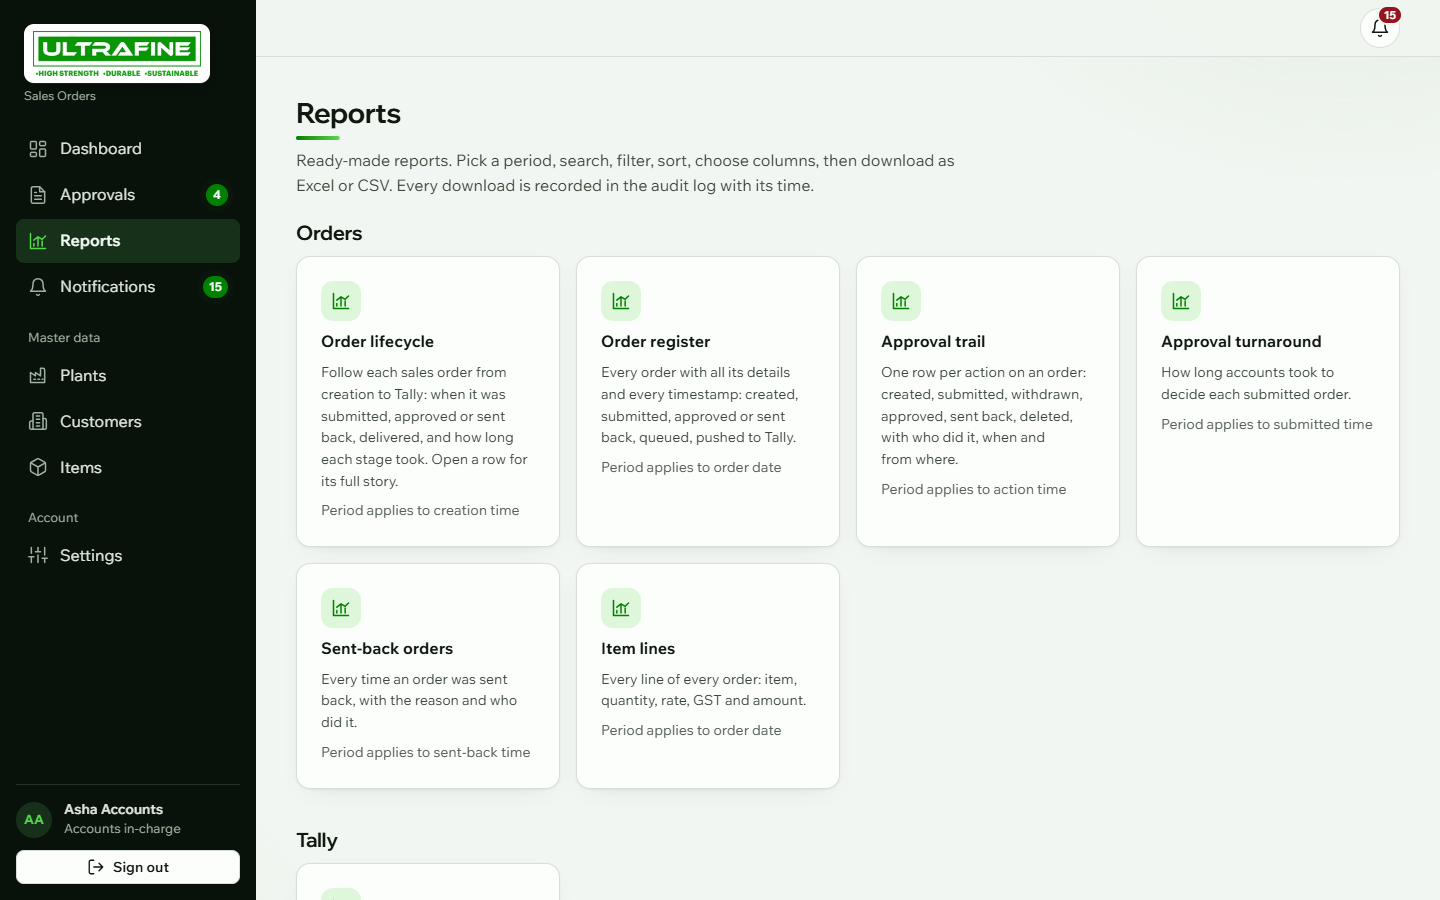 ULTRAFINE
•HIGH STRENGTH •DURABLE •SUSTAINABLE
Sales Orders
Dashboard
Approvals 4
Reports
Notifications 15
Master data
Plants
Customers
Items
Account
Settings
AA
Asha Accounts
Accounts in-charge
Sign out
15
Reports
Ready-made reports. Pick a period, search, filter, sort, choose columns, then download as
Excel or CSV. Every download is recorded in the audit log with its time.
Orders
Order lifecycle
Follow each sales order from
creation to Tally: when it was
submitted, approved or sent
back, delivered, and how long
each stage took. Open a row for
its full story.
Period applies to creation time
Order register
Every order with all its details
and every timestamp: created,
submitted, approved or sent
back, queued, pushed to Tally.
Period applies to order date
Approval trail
One row per action on an order:
created, submitted, withdrawn,
approved, sent back, deleted,
with who did it, when and
from where.
Period applies to action time
Approval turnaround
How long accounts took to
decide each submitted order.
Period applies to submitted time
Sent-back orders
Every time an order was sent
back, with the reason and who
did it.
Period applies to sent-back time
Item lines
Every line of every order: item,
quantity, rate, GST and amount.
Period applies to order date
Tally